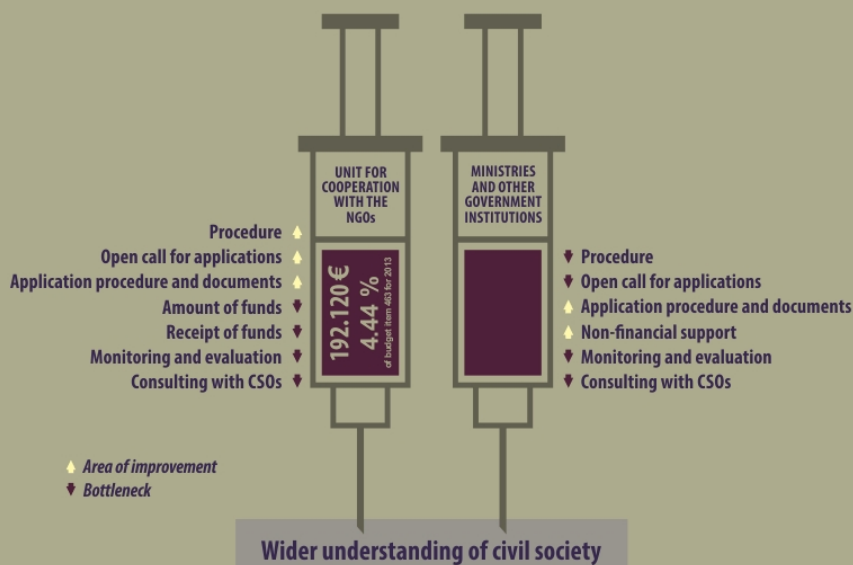 UNIT FOR
COOPERATION
WITH THE
NGOs
MINISTRIES
AND OTHER
GOVERNMENT
INSTITUTIONS
Procedure
Open call for applications
Application procedure and documents
Amount of funds
Receipt of funds
Monitoring and evaluation
Consulting with CSOs
192.120 €
4.44 %
of budget item 463 for 2013
Procedure
Open call for applications
Application procedure and documents
Non-financial support
Monitoring and evaluation
Consulting with CSOs
Area of improvement
Bottleneck
Wider understanding of civil society